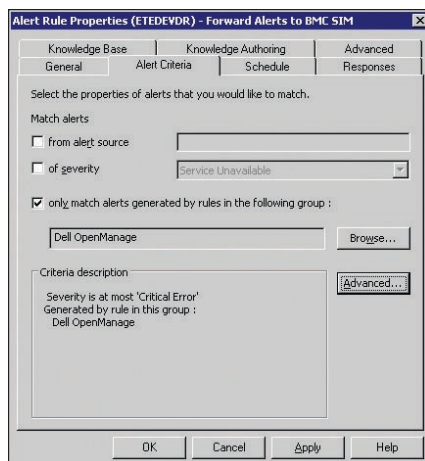 Alert Rule Properties (ETEDEVDR) - Forward Alerts to BMC SIM
Knowledge Base
Knowledge Authoring
Advanced
General
Alert Criteria
Schedule
Responses
Select the properties of alerts that you would like to match.
Match alerts
from alert source
of severity
Service Unavailable
only match alerts generated by rules in the following group :
Dell OpenManage
Browse...
Criteria description
Advanced...
Severity is at most 'Critical Error'
Generated by rule in this group :
Dell OpenManage
OK
Cancel
Apply
Help